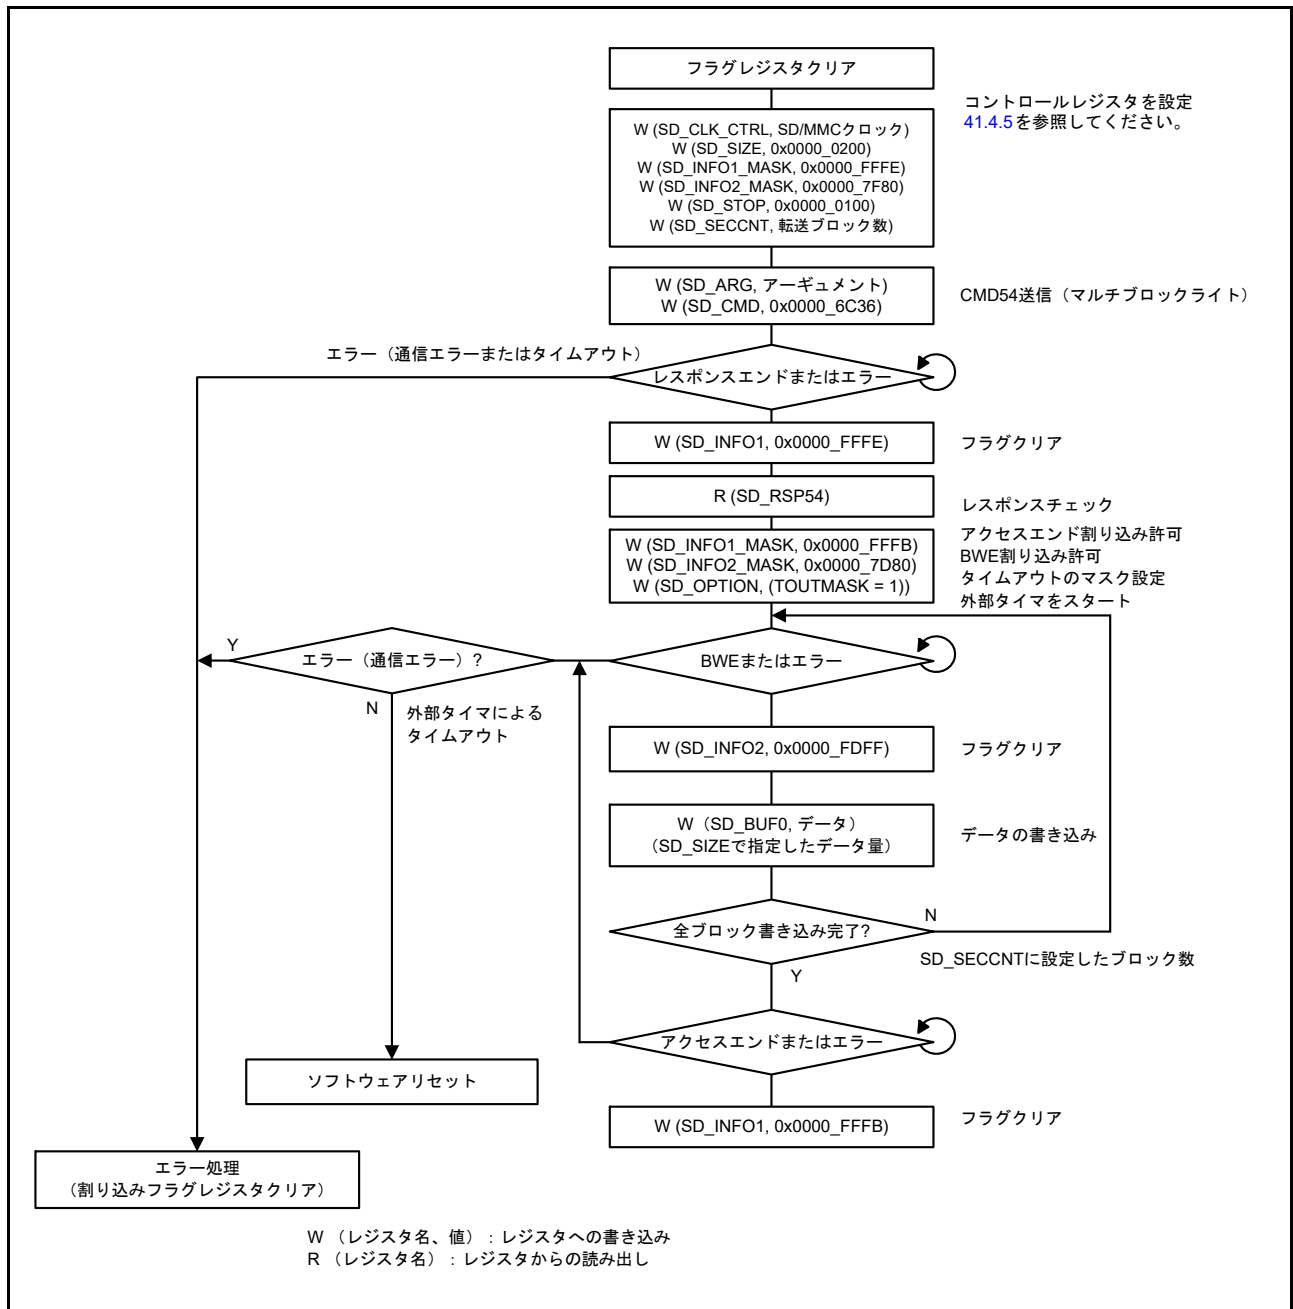 フラグレジスタクリア
コントロールレジスタを設定
41.4.5を参照してください。
W (SD_CLK_CTRL, SD/MMCクロック)
W (SD_SIZE, 0x0000_0200)
W (SD_INFO1_MASK, 0x0000_FFFE)
W (SD_INFO2_MASK, 0x0000_7F80)
W (SD_STOP, 0x0000_0100)
W (SD_SECCNT, 転送ブロック数)
W (SD_ARG, アーギュメント)
W (SD_CMD, 0x0000_6C36)
CMD54送信（マルチブロックライト）
エラー（通信エラーまたはタイムアウト）
レスポンスエンドまたはエラー
W (SD_INFO1, 0x0000_FFFE)
フラグクリア
R (SD_RSP54)
レスポンスチェック
W (SD_INFO1_MASK, 0x0000_FFFB)
W (SD_INFO2_MASK, 0x0000_7D80)
W (SD_OPTION, (TOUTMASK = 1))
アクセスエンド割り込み許可
BWE割り込み許可
タイムアウトのマスク設定
外部タイマをスタート
Y
エラー（通信エラー）?
BWEまたはエラー
N
外部タイマによる
タイムアウト
W (SD_INFO2, 0x0000_FDFF)
フラグクリア
W（SD_BUF0, データ）
（SD_SIZEで指定したデータ量）
データの書き込み
全ブロック書き込み完了?
N
SD_SECCNTに設定したブロック数
Y
アクセスエンドまたはエラー
ソフトウェアリセット
W (SD_INFO1, 0x0000_FFFB)
フラグクリア
エラー処理
（割り込みフラグレジスタクリア）
W （レジスタ名、値）：レジスタへの書き込み
R （レジスタ名）：レジスタからの読み出し